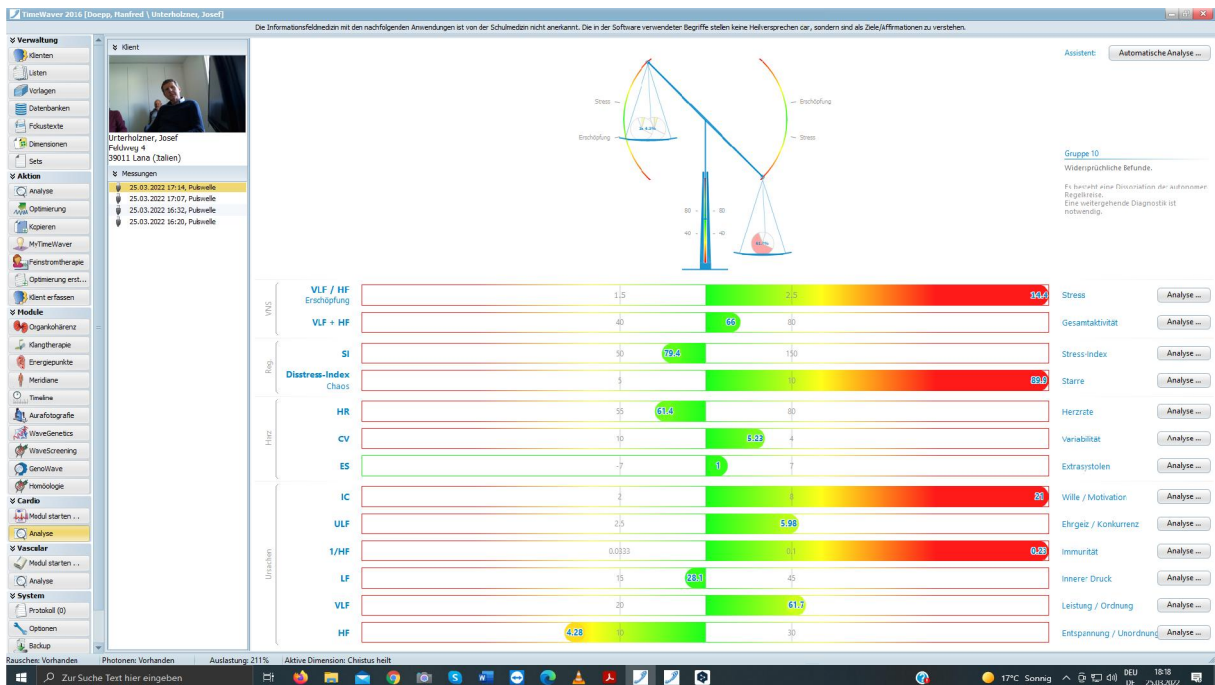 TimeWaver 2016 [Doepp, Manfred \ Unterholzner, Josef]
Die Informationsfeldmedizin mit den nachfolgenden Anwendungen ist von der Schulmedizin nicht anerkannt. Die in der Software verwendeter Begriffe stellen keine Heilversprechen car, sondern sind als Ziele/Affirmationen zu verstehen.
Verwaltung
Klienten
Listen
Vorlagen
Datenbanken
Fokustexte
Dimensionen
Sets
Aktion
Analyse
Optimierung
Kopieren
MyTimeWaver
Feinstromtherapie
Optimierung erst...
Klient erfassen
Module
Organkohärenz
Klangtherapie
Energiepunkte
Meridiane
Timeline
Aurafotografie
WaveGenetics
WaveScreening
GenoWave
Homöologie
Cardio
Modul starten ...
Analyse
Vascular
Modul starten ...
Analyse
System
Protokoll (0)
Optionen
Backup
Klient
Unterholzner, Josef
Feldweg 4
39011 Lana (Italien)
Messungen
25.03.2022 17:14, Pulswelle
25.03.2022 17:07, Pulswelle
25.03.2022 16:32, Pulswelle
25.03.2022 16:20, Pulswelle
Stress
Erschöpfung
Erschöpfung
Stress
80 - - 80
40 - - 40
Assistent: Automatische Analyse ...
Gruppe 10
Widersprüchliche Befunde.
Es besteht eine Dissoziation der autonomen
Regelkreise.
Eine weitergehende Diagnostik ist
notwendig.
VNS
VLF / HF 1.5 2.5 14.4 Stress Analyse ...
Erschöpfung
VLF + HF 40 66 80 Gesamtaktivität Analyse ...
Reg.
SI 50 79.4 150 Stress-Index Analyse ...
Disstress-Index 5 10 89.9 Starre Analyse ...
Chaos
Herz
HR 55 61.4 80 Herzrate Analyse ...
CV 10 5.23 4 Variabilität Analyse ...
ES -7 1 7 Extrasystolen Analyse ...
Ursachen
IC 2 8 21 Wille / Motivation Analyse ...
ULF 2.5 5.98 Ehrgeiz / Konkurrenz Analyse ...
1/HF 0.0333 0.1 0.23 Immunität Analyse ...
LF 15 28.1 45 Innerer Druck Analyse ...
VLF 20 61.7 Leistung / Ordnung Analyse ...
HF 4.28 10 30 Entspannung / Unordnung Analyse ...
Rauschen: Vorhanden Photonen: Vorhanden Auslastung: 211% Aktive Dimension: Christus heilt
Zur Suche Text hier eingeben
17°C Sonnig
DEU
DE
18:18
25.03.2022